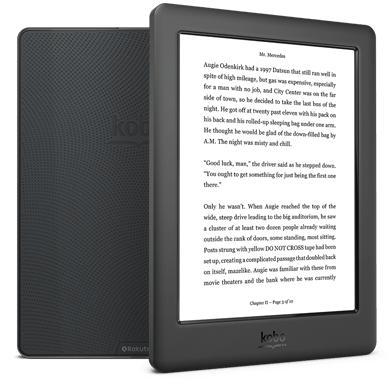 Mr. Mercedes
Augie Odenkirk had a 1997 Datsun that still ran well in
spite of high mileage, but gas was expensive, especially
for a man with no job, and City Center was on the far
side of town, so he decided to take the last bus of the
night. He got off at twenty past eleven with his pack on
his back and his rolled-up sleeping bag under one arm.
He thought he would be glad of the down-filled bag by
A.M. The night was misty and chill.
"Good luck, man," the driver said as he stepped down.
"You ought to get something for just being the first one
there."
Only he wasn't. When Augie reached the top of the
wide, steep drive leading to the big auditorium, he saw
a cluster of at least two dozen people already waiting
outside the rank of doors, some standing, most sitting.
Posts strung with yellow DO NOT CROSS tape had been
set up, creating a complicated passage that doubled back
on itself, mazelike. Augie was familiar with these from
movie theaters and the bank where he was currently
Chapter II – Page 5 of 10
kobo
kobo